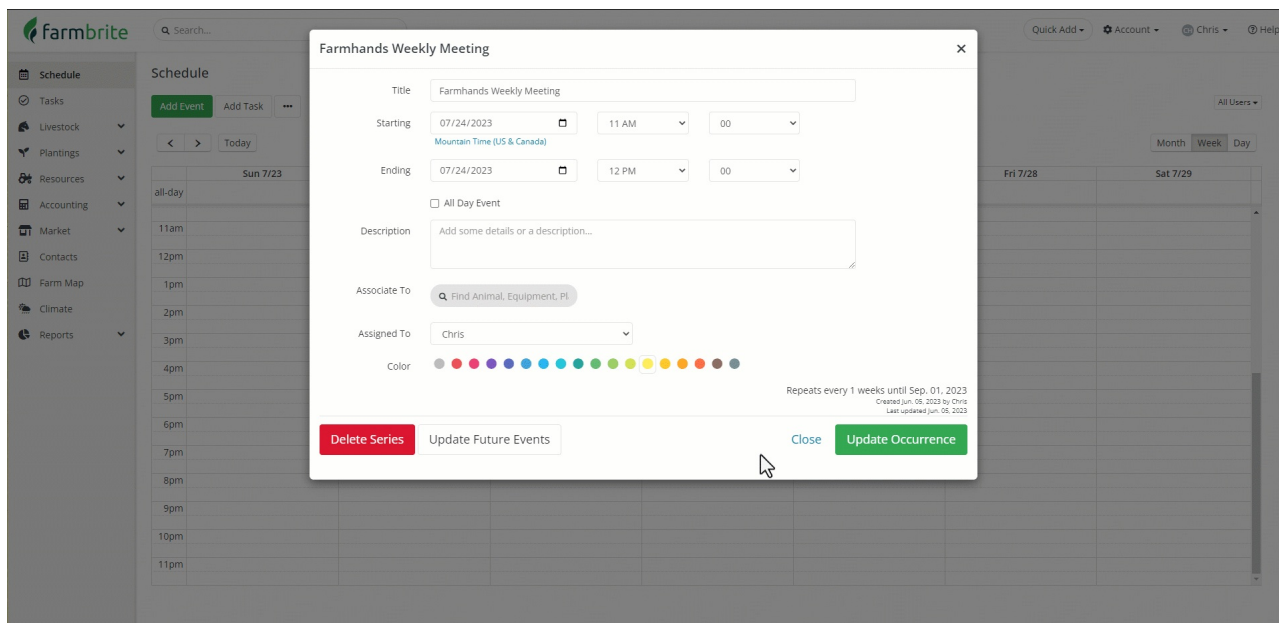 farmbrite
Search...
Quick Add
Account
Chris
Help
Schedule
Tasks
Livestock
Plantings
Resources
Accounting
Market
Contacts
Farm Map
Climate
Reports
Schedule
Add Event
Add Task
All Users
Today
Month Week Day
Sun 7/23
Fri 7/28
Sat 7/29
all-day
11am
12pm
1pm
2pm
3pm
4pm
5pm
6pm
7pm
8pm
9pm
10pm
11pm
Farmhands Weekly Meeting
Title
Farmhands Weekly Meeting
Starting
07/24/2023
11 AM
00
Mountain Time (US & Canada)
Ending
07/24/2023
12 PM
00
All Day Event
Description
Add some details or a description...
Associate To
Find Animal, Equipment, Pl
Assigned To
Chris
Color
Repeats every 1 weeks until Sep. 01, 2023
Created Jun. 05, 2023 by Chris
Last updated Jun. 05, 2023
Delete Series
Update Future Events
Close
Update Occurrence